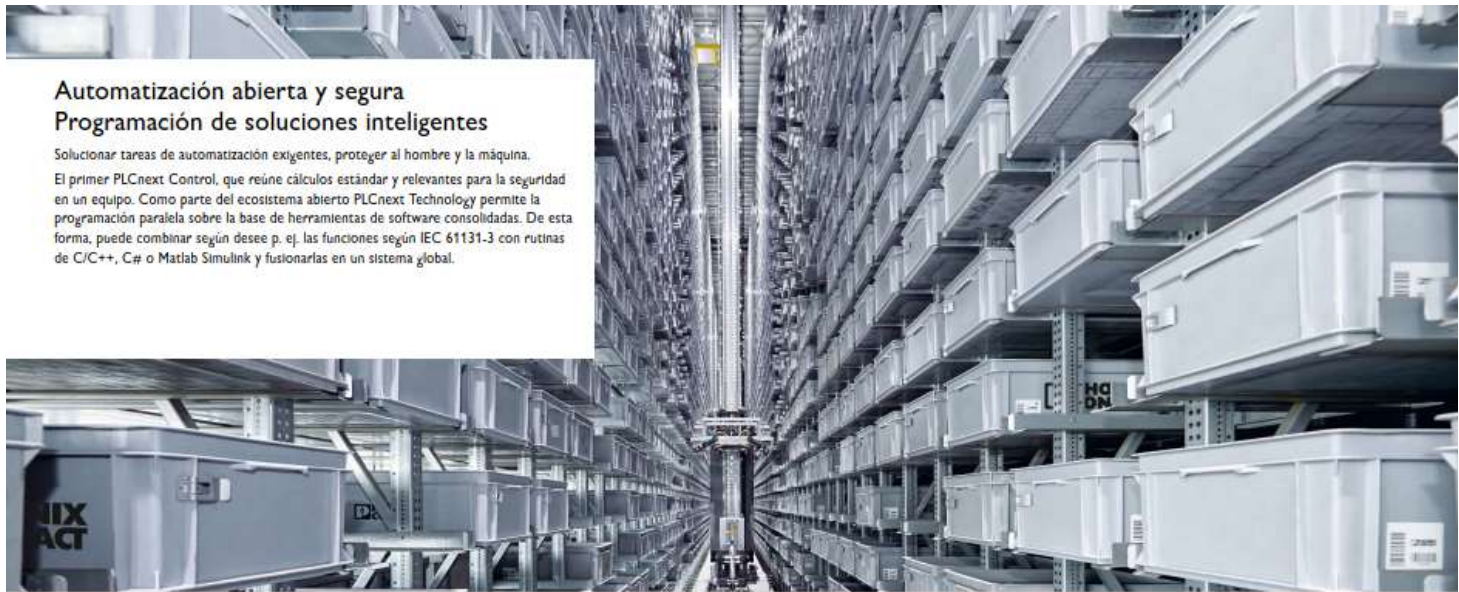 Automatización abierta y segura
Programación de soluciones inteligentes
Solucionar tareas de automatización exigentes, proteger al hombre y la máquina.
El primer PLCnext Control, que reúne cálculos estándar y relevantes para la seguridad
en un equipo. Como parte del ecosistema abierto PLCnext Technology permite la
programación paralela sobre la base de herramientas de software consolidadas. De esta
forma, puede combinar según desee p. ej. las funciones según IEC 61131-3 con rutinas
de C/C++, C# o Matlab Simulink y fusionarlas en un sistema global.
NIX
ACT